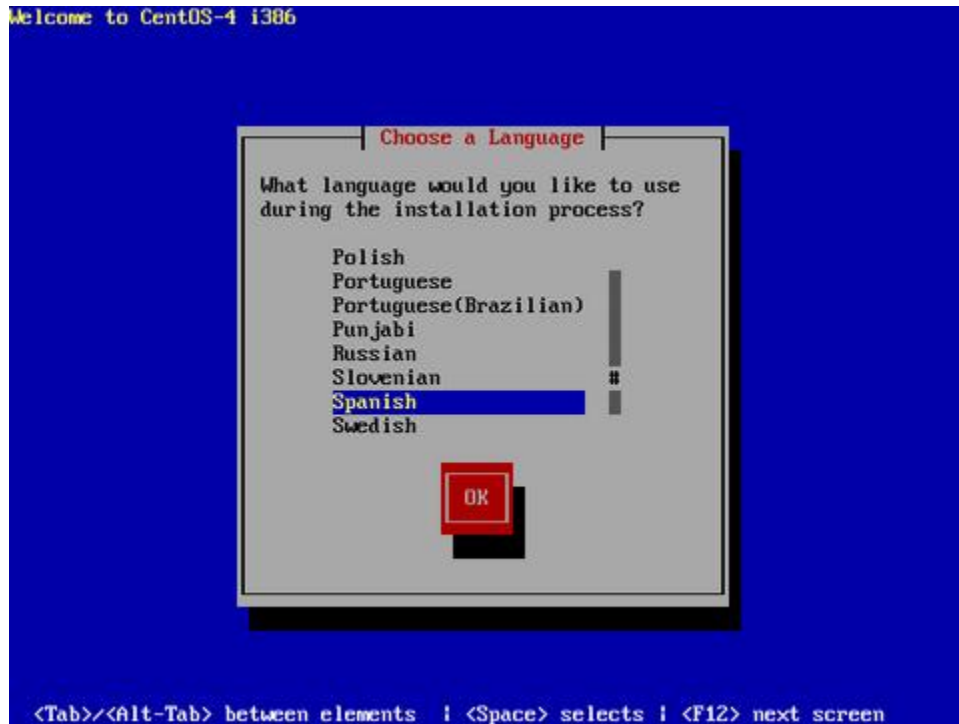 Welcome to CentOS-4 i386
Choose a Language
What language would you like to use
during the installation process?
Polish
Portuguese
Portuguese(Brazilian)
Punjabi
Russian
Slovenian #
Spanish
Swedish
OK
<Tab>/<Alt-Tab> between elements | <Space> selects | <F12> next screen